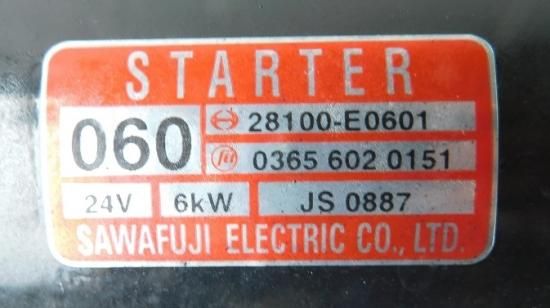 STARTER
060
28100-E0601
0365 602 0151
24V 6kW JS 0887
SAWAFUJI ELECTRIC CO., LTD.